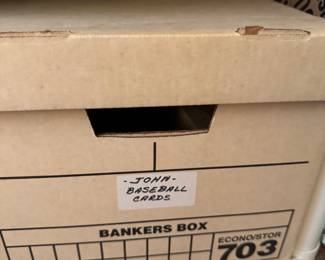 -JOHN-
BASEBALL
CARDS
BANKERS BOX
ECONO/STOR
703